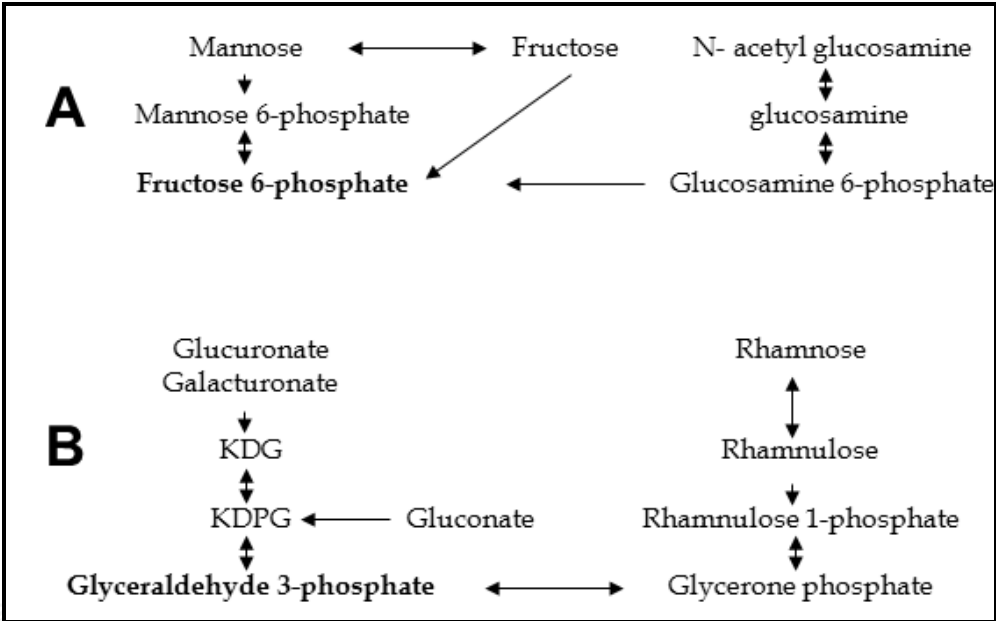 Mannose Fructose N- acetyl glucosamine
A
Mannose 6-phosphate glucosamine
Fructose 6-phosphate Glucosamine 6-phosphate
Glucuronate Rhamnose
Galacturonate
B
KDG Rhamnulose
KDPG Gluconate Rhamnulose 1-phosphate
Glyceraldehyde 3-phosphate Glycerone phosphate